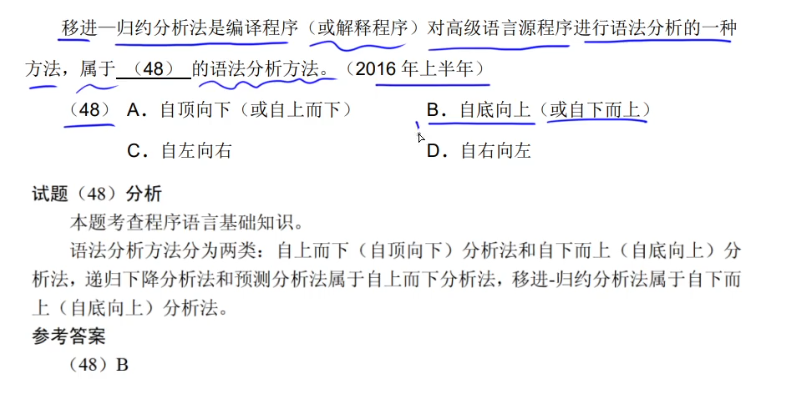 移进—归约分析法是编译程序（或解释程序）对高级语言源程序进行语法分析的一种
方法，属于 （48） 的语法分析方法。（2016 年上半年）
（48） A．自顶向下（或自上而下） B．自底向上（或自下而上）
C．自左向右 D．自右向左
试题（48）分析
本题考查程序语言基础知识。
语法分析方法分为两类：自上而下（自顶向下）分析法和自下而上（自底向上）分
析法，递归下降分析法和预测分析法属于自上而下分析法，移进-归约分析法属于自下而
上（自底向上）分析法。
参考答案
（48）B